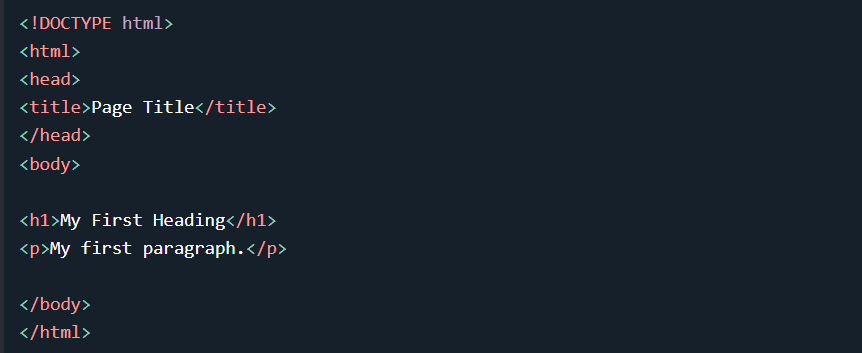 <!DOCTYPE html>
<html>
<head>
<title>Page Title</title>
</head>
<body>

<h1>My First Heading</h1>
<p>My first paragraph.</p>

</body>
</html>